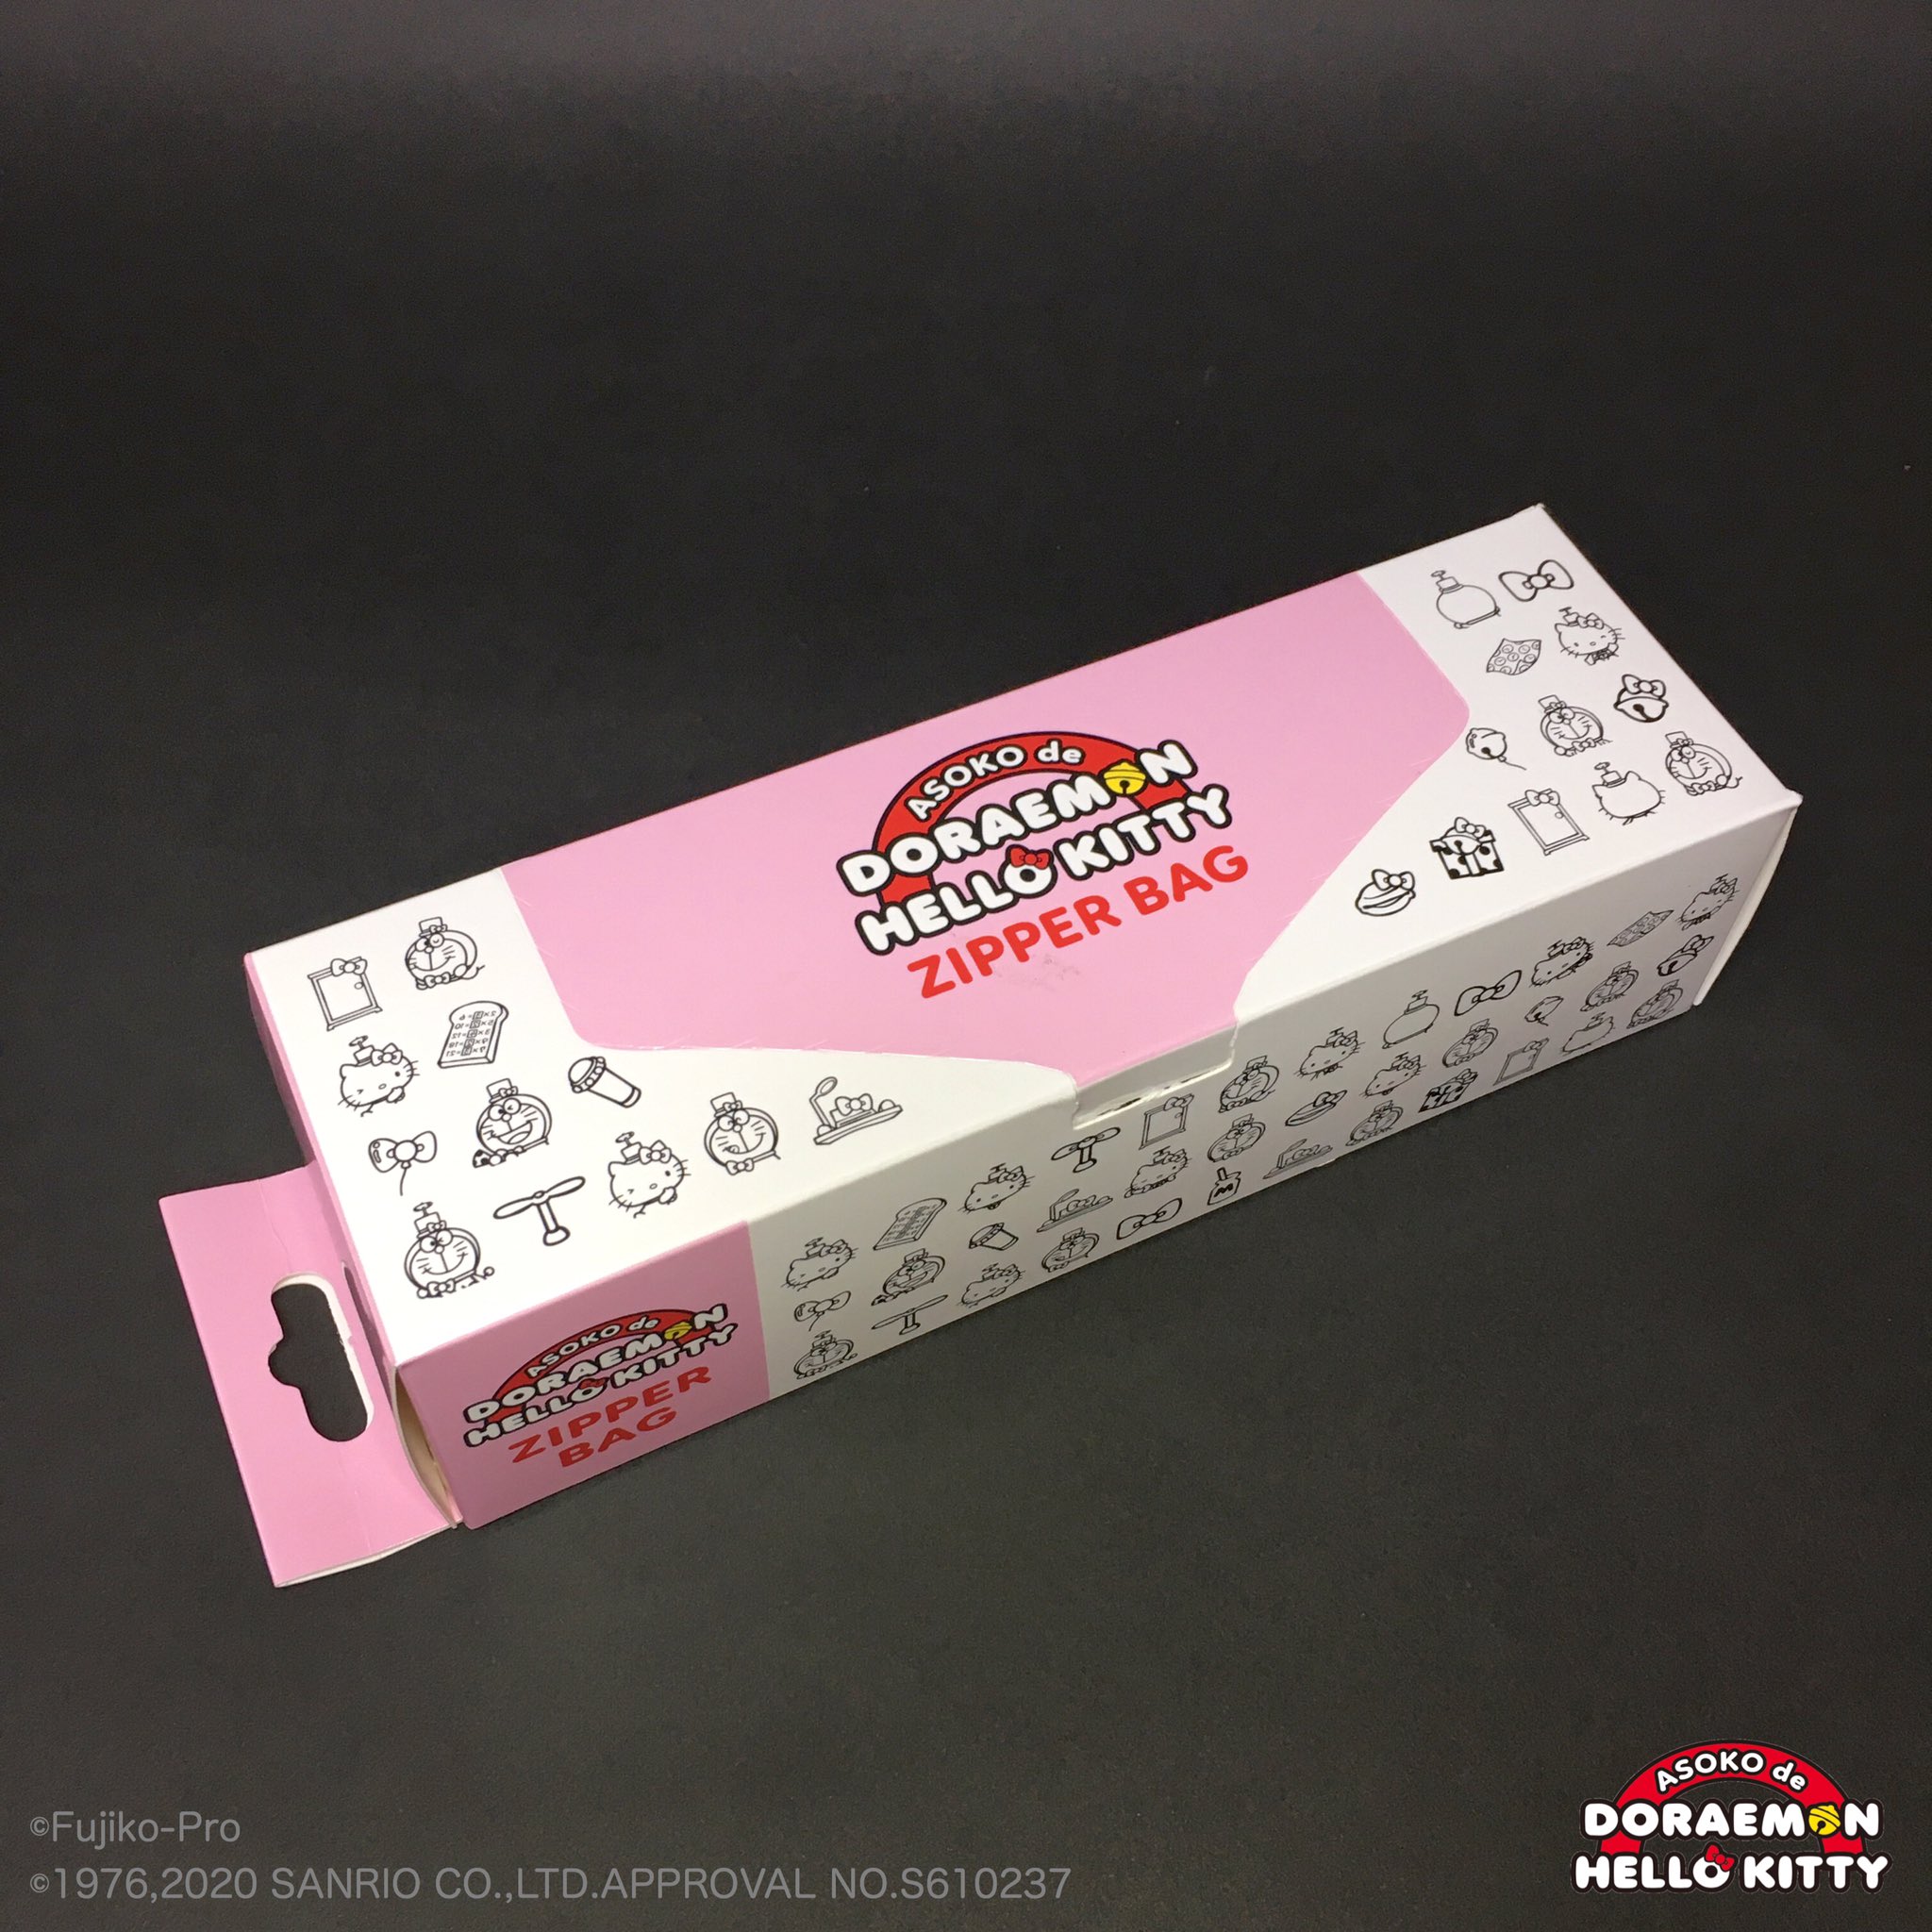 ASOKO de
DORAEMON
HELLO KITTY
ZIPPER BAG
ASOKO de
DORAEMON
HELLO KITTY
ZIPPER
BAG
©Fujiko-Pro
©1976,2020 SANRIO CO.,LTD.APPROVAL NO.S610237
ASOKO de
DORAEMON
HELLO KITTY